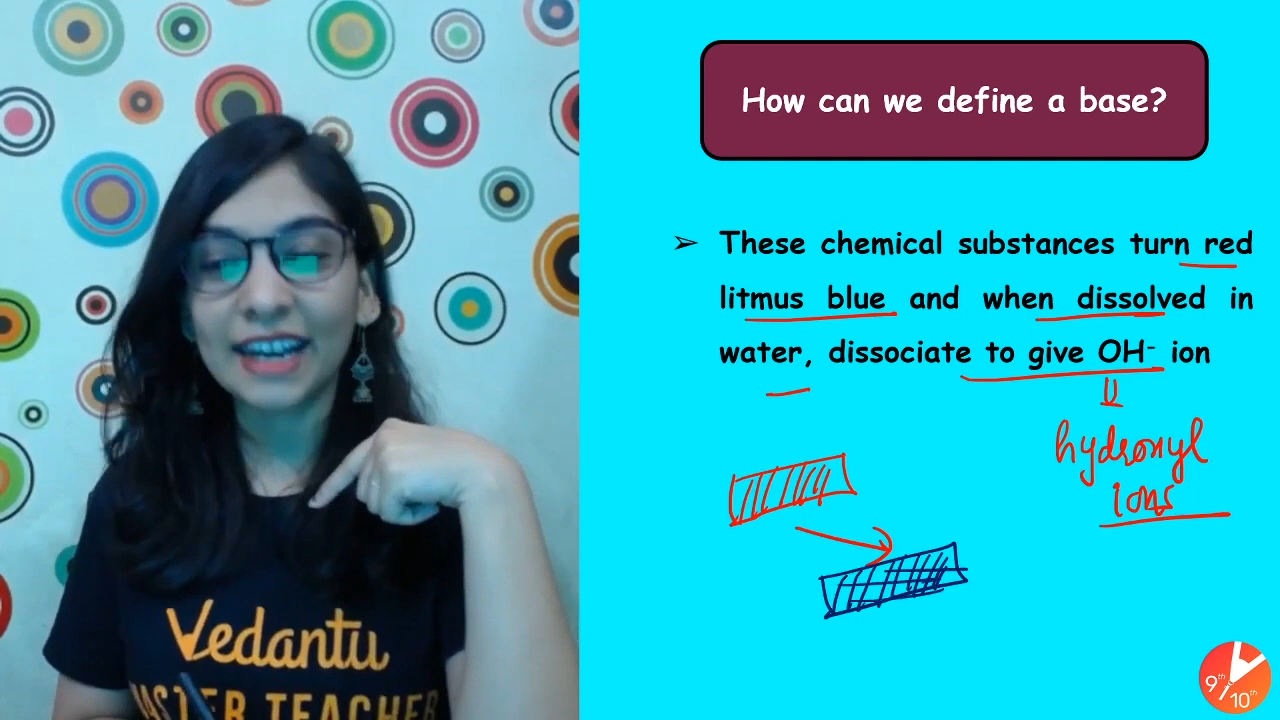 How can we define a base?
➢ These chemical substances turn red
litmus blue and when dissolved in
water, dissociate to give OH⁻ ion
hydroxyl
ions
Vedantu
MASTER TEACHER
9th
10th